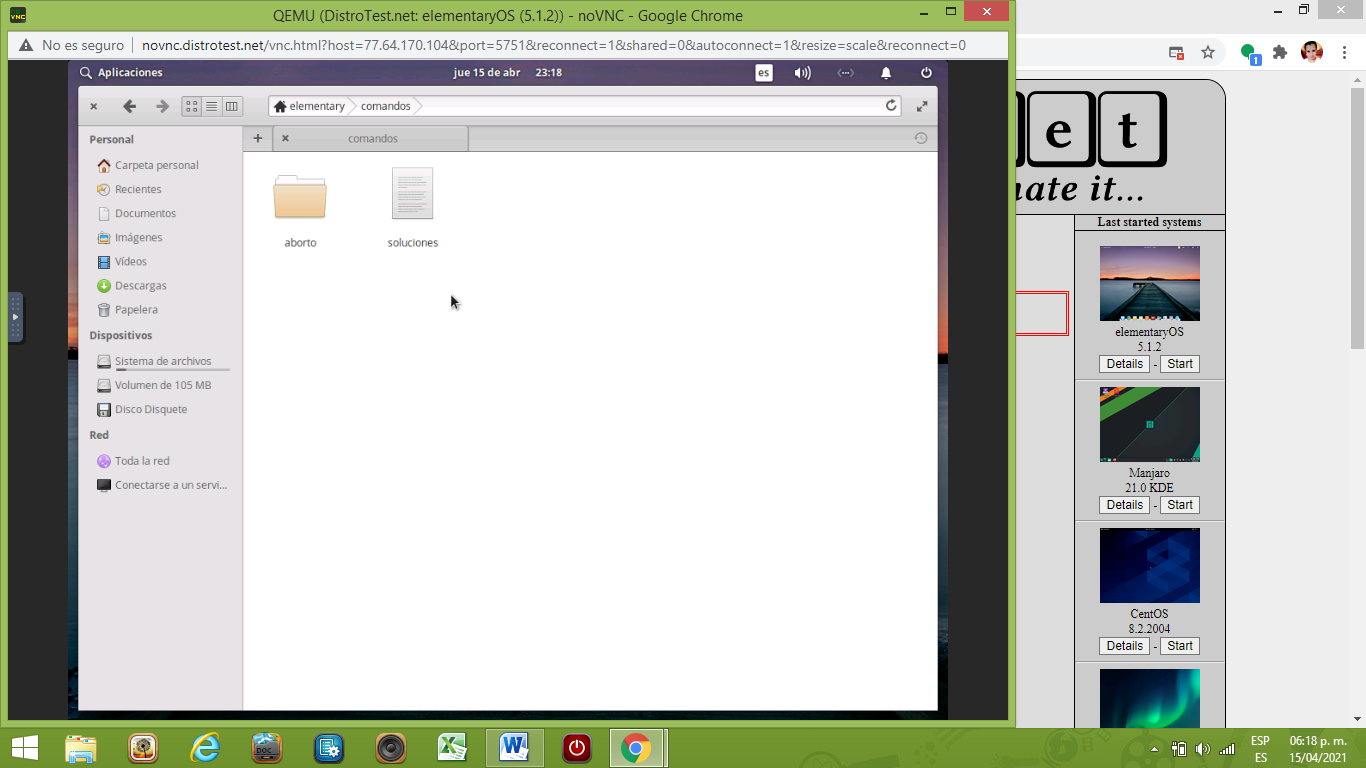 QEMU (DistroTest.net: elementaryOS (5.1.2)) - noVNC - Google Chrome
No es seguro | novnc.distrotest.net/vnc.html?host=77.64.170.104&port=5751&reconnect=1&shared=0&autoconnect=1&resize=scale&reconnect=0
Aplicaciones
jue 15 de abr 23:18
es
elementary
comandos
comandos
Personal
Carpeta personal
Recientes
Documentos
Imágenes
Vídeos
Descargas
Papelera
Dispositivos
Sistema de archivos
Volumen de 105 MB
Disco Disquete
Red
Toda la red
Conectarse a un servi...
aborto
soluciones
1
e t
ate it...
Last started systems
elementaryOS
5.1.2
Details - Start
Manjaro
21.0 KDE
Details - Start
CentOS
8.2.2004
Details - Start
DOC
ESP
ES
06:18 p. m.
15/04/2021